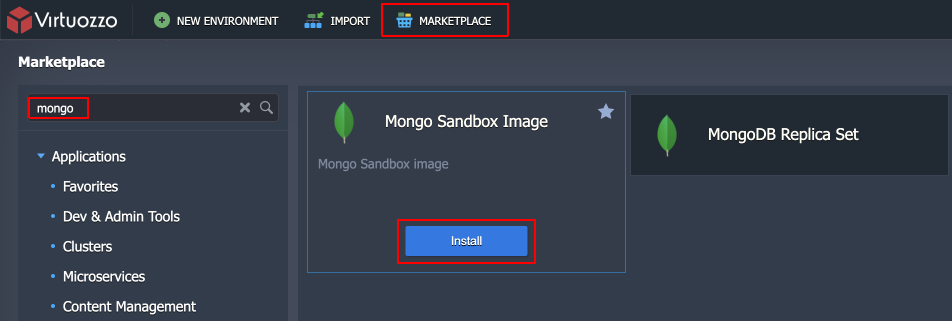 Virtuozzo
NEW ENVIRONMENT
IMPORT
MARKETPLACE
Marketplace
mongo
Applications
Favorites
Dev & Admin Tools
Clusters
Microservices
Content Management
Mongo Sandbox Image
Mongo Sandbox image
Install
MongoDB Replica Set